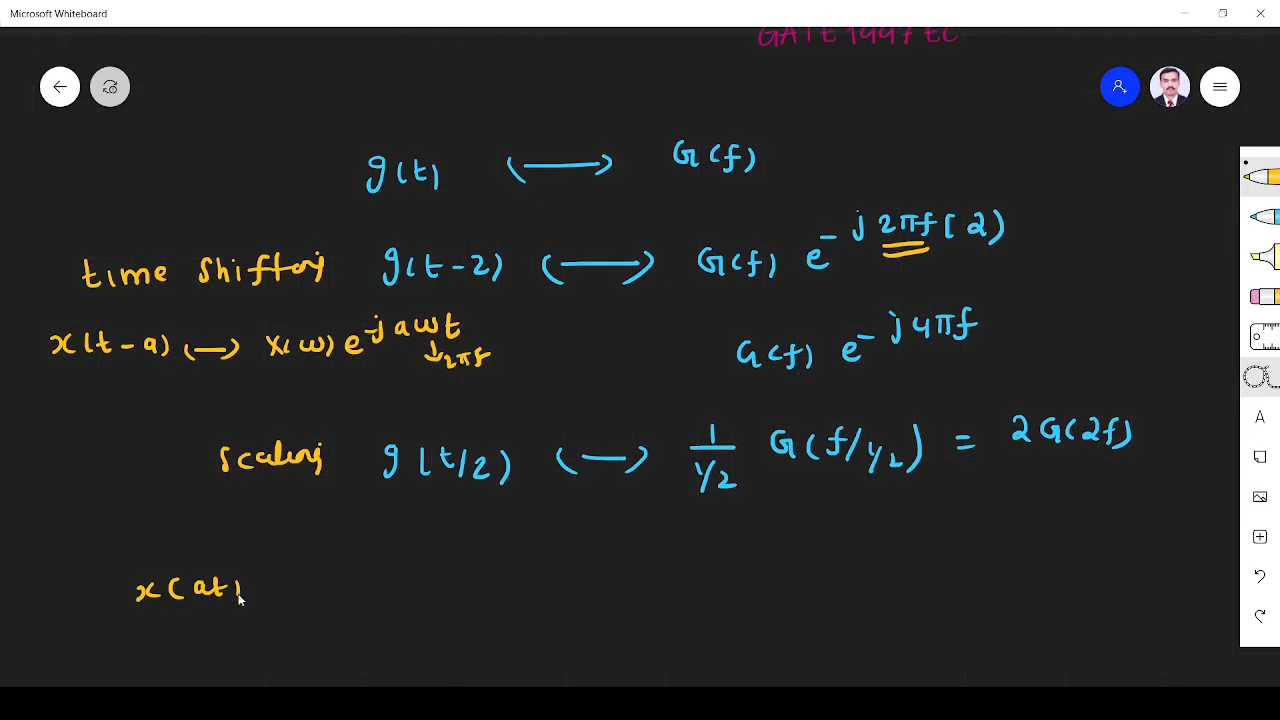 Microsoft Whiteboard
GATE 1997 EC
g(t) ⟷ G(f)
time shifting g(t-2) ⟷ G(f) e^-j2πf(2)
x(t-a) ⟷ X(ω) e^-jaωt
↓2πf
G(f) e^-j4πf
scaling g(t/2) ⟷ 1/1/2 G(f/1/2) = 2G(2f)
x(at)
A